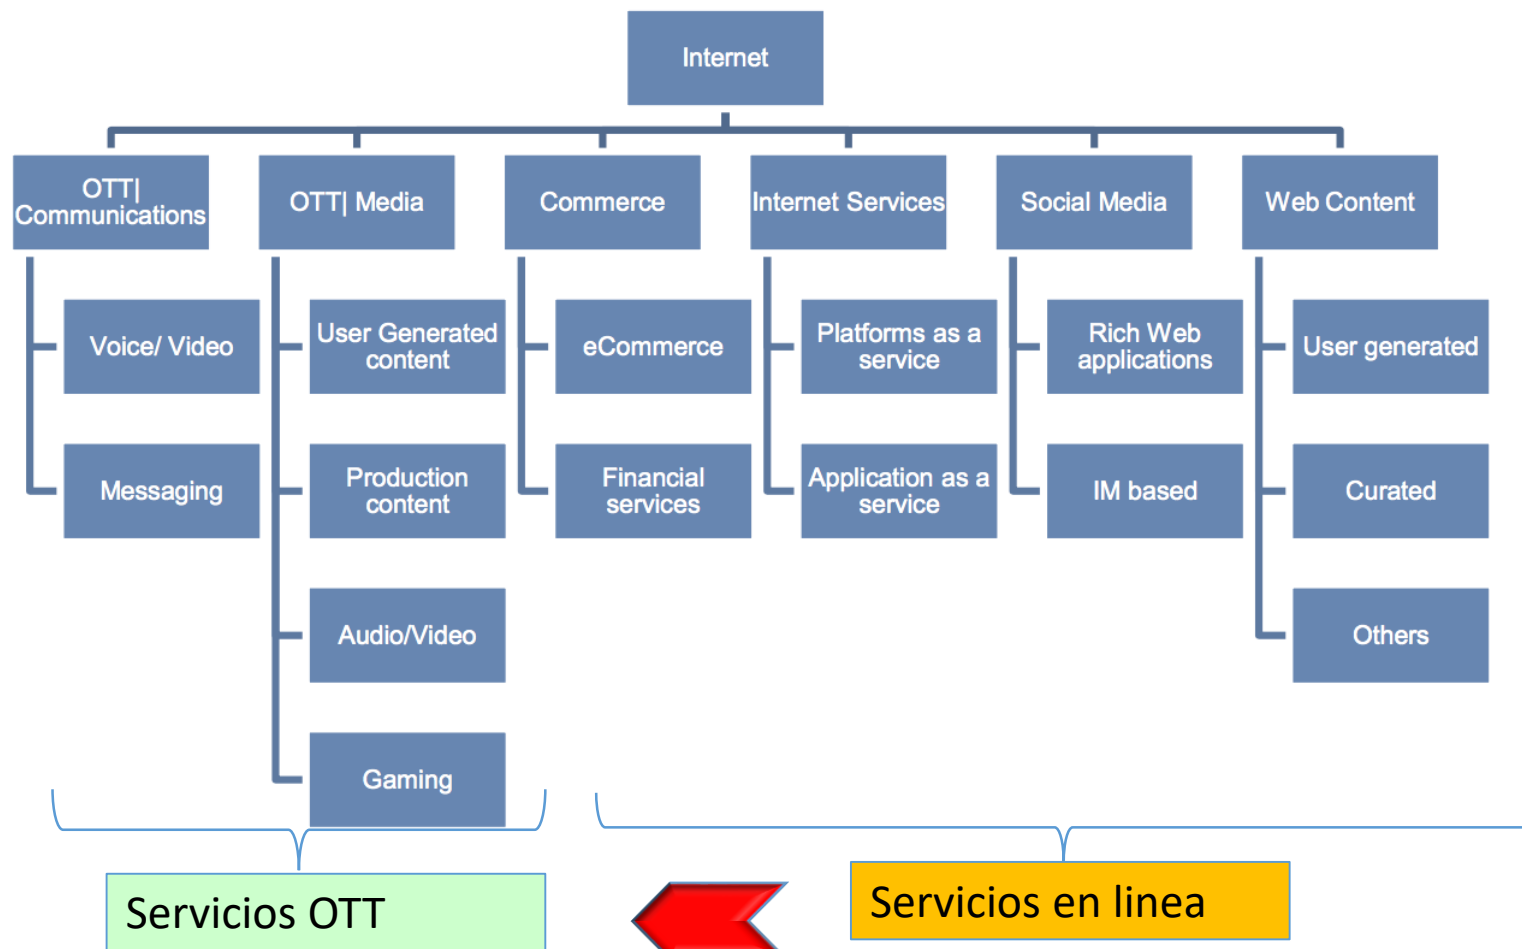 Internet
OTT|
Communications
OTT| Media
Commerce
Internet Services
Social Media
Web Content
Voice/ Video
User Generated
content
eCommerce
Platforms as a
service
Rich Web
applications
User generated
Messaging
Production
content
Financial
services
Application as a
service
IM based
Curated
Audio/Video
Others
Gaming
Servicios OTT
Servicios en linea